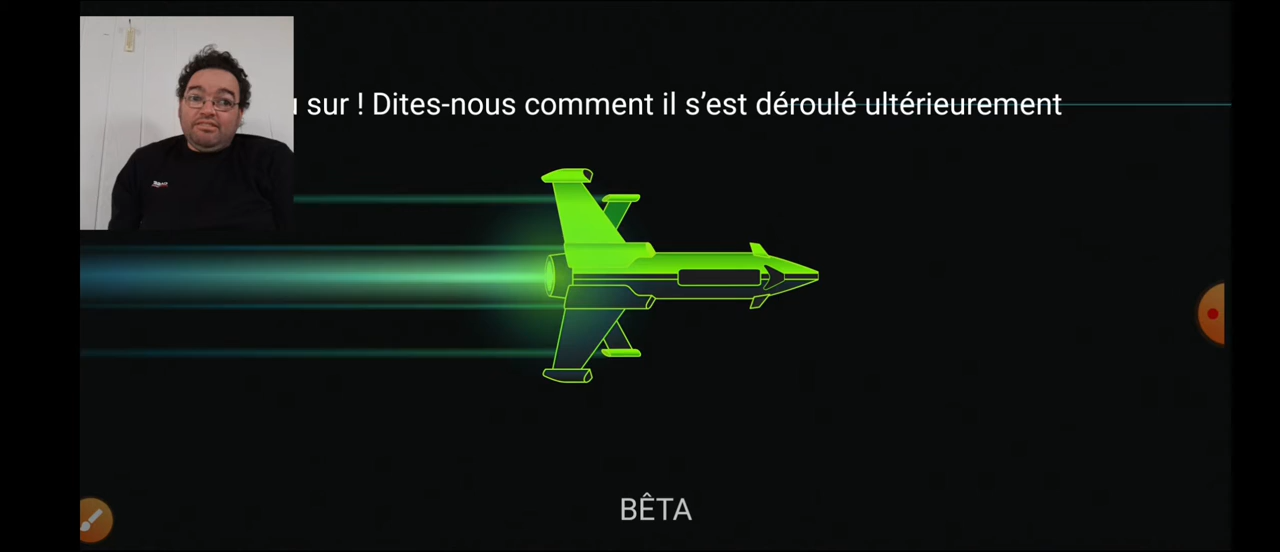 sur ! Dites-nous comment il s’est déroulé ultérieurement
BÊTA